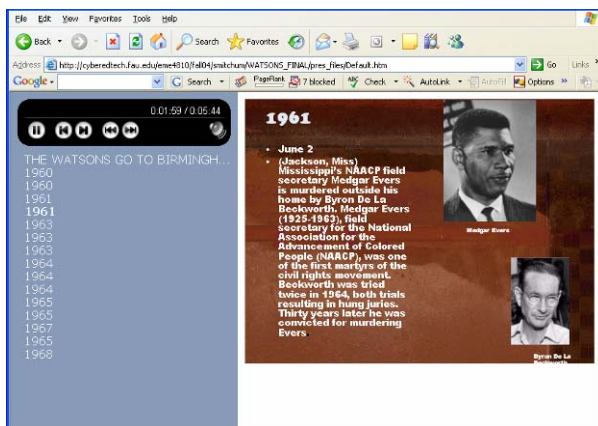 File Edit View Favorites Tools Help
Back Search Favorites
Address http://cyberedtech.fau.edu/eme4810/fall04/smitchum/WATSONS_FINAL/pres_files/Default.htm Go Links
Google Search PageRank 7 blocked Check AutoLink AutoFill Options
0:01:59 / 0:05:44
THE WATSONS GO TO BIRMINGH...
1960
1960
1961
1961
1963
1963
1963
1964
1964
1964
1965
1965
1967
1965
1968
1961
• June 2
• (Jackson, Miss)
Mississippi's NAACP field
secretary Medgar Evers
is murdered outside his
home by Byron De La
Beckworth. Medgar Evers
(1925-1963), field
secretary for the National
Association for the
Advancement of Colored
People (NAACP), was one
of the first martyrs of the
civil rights movement.
Beckworth was tried
twice in 1964, both trials
resulting in hung juries.
Thirty years later he was
convicted for murdering
Evers.
Medgar Evers
Byron De La
Beckworth